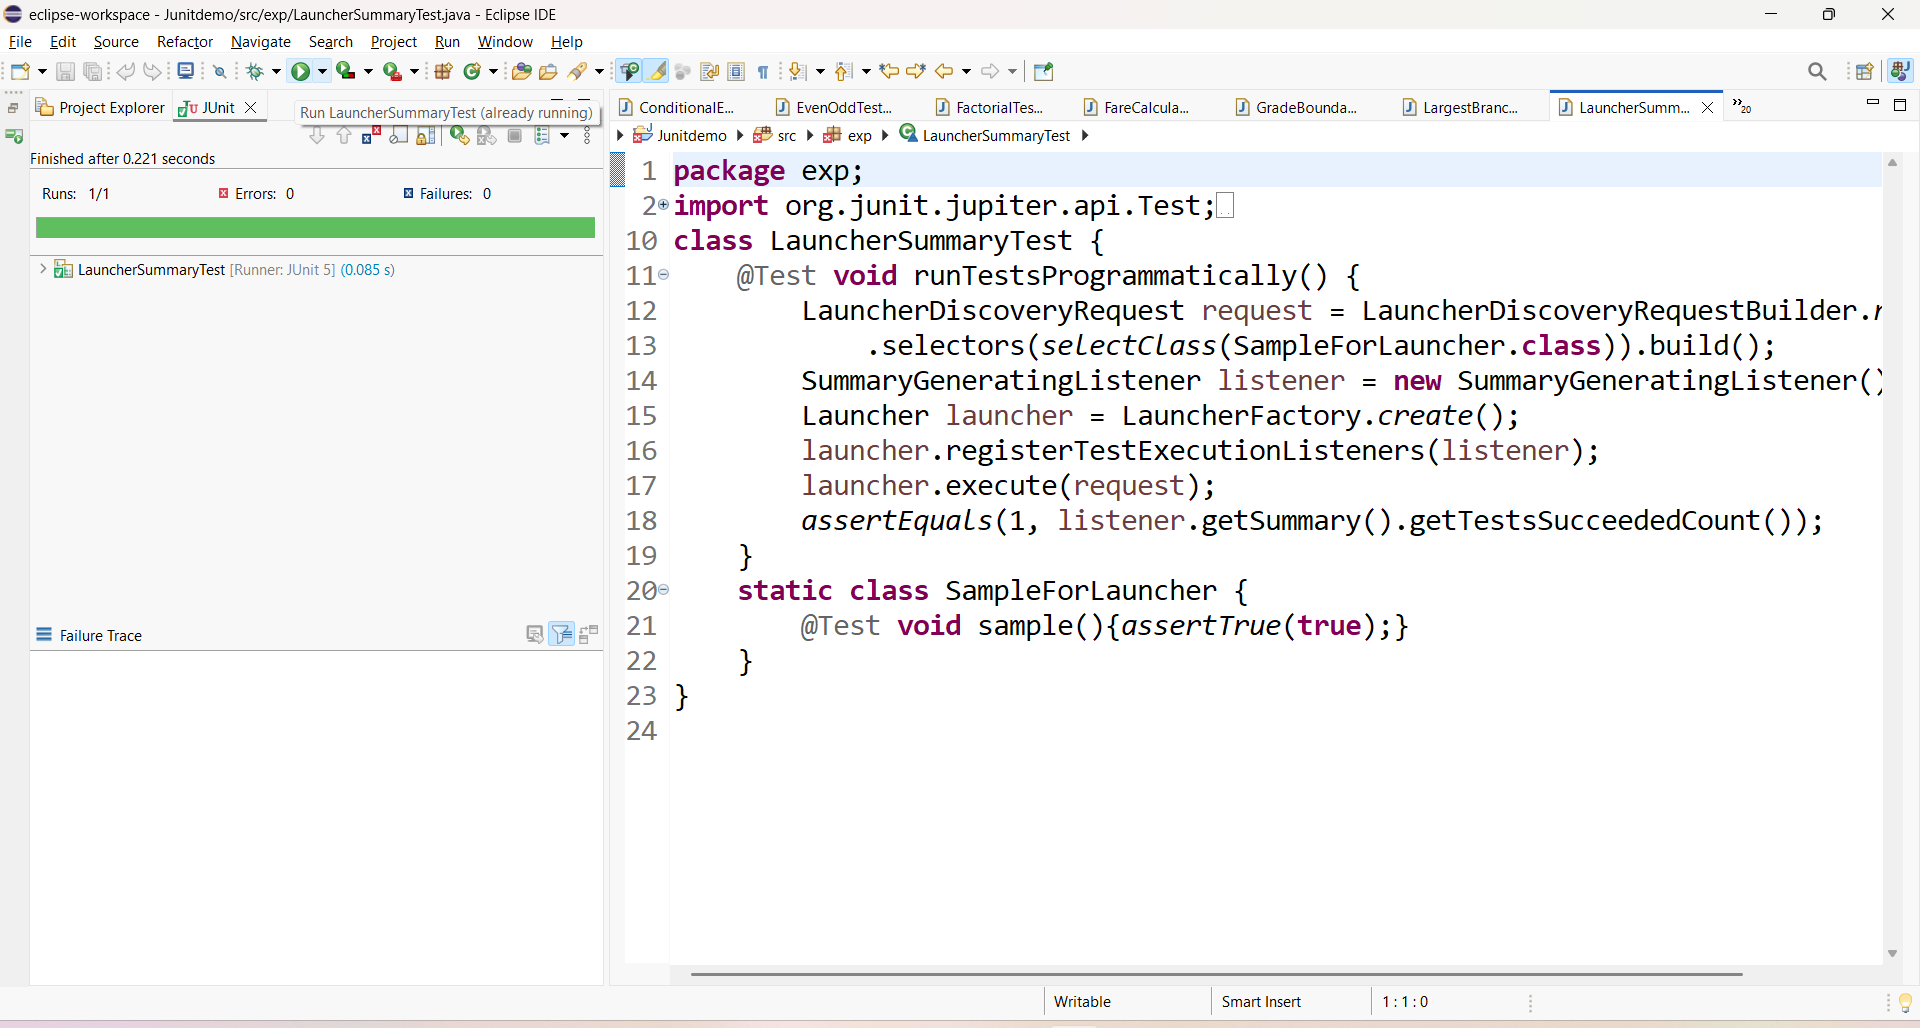 eclipse-workspace - Junitdemo/src/exp/LauncherSummaryTest.java - Eclipse IDE
File Edit Source Refactor Navigate Search Project Run Window Help
Project Explorer JUnit
Run LauncherSummaryTest (already running)
Finished after 0.221 seconds
Runs: 1/1 Errors: 0 Failures: 0
LauncherSummaryTest [Runner: JUnit 5] (0.085 s)
Failure Trace
ConditionalE... EvenOddTest... FactorialTes... FareCalcula... GradeBounda... LargestBranc... LauncherSumm... »20
Junitdemo src exp LauncherSummaryTest
1 package exp;
2 import org.junit.jupiter.api.Test;
10 class LauncherSummaryTest {
11 @Test void runTestsProgrammatically() {
12 LauncherDiscoveryRequest request = LauncherDiscoveryRequestBuilder.r
13 .selectors(selectClass(SampleForLauncher.class)).build();
14 SummaryGeneratingListener listener = new SummaryGeneratingListener()
15 Launcher launcher = LauncherFactory.create();
16 launcher.registerTestExecutionListeners(listener);
17 launcher.execute(request);
18 assertEquals(1, listener.getSummary().getTestsSucceededCount());
19 }
20 static class SampleForLauncher {
21 @Test void sample(){assertTrue(true);}
22 }
23 }
24
Writable Smart Insert 1 : 1 : 0